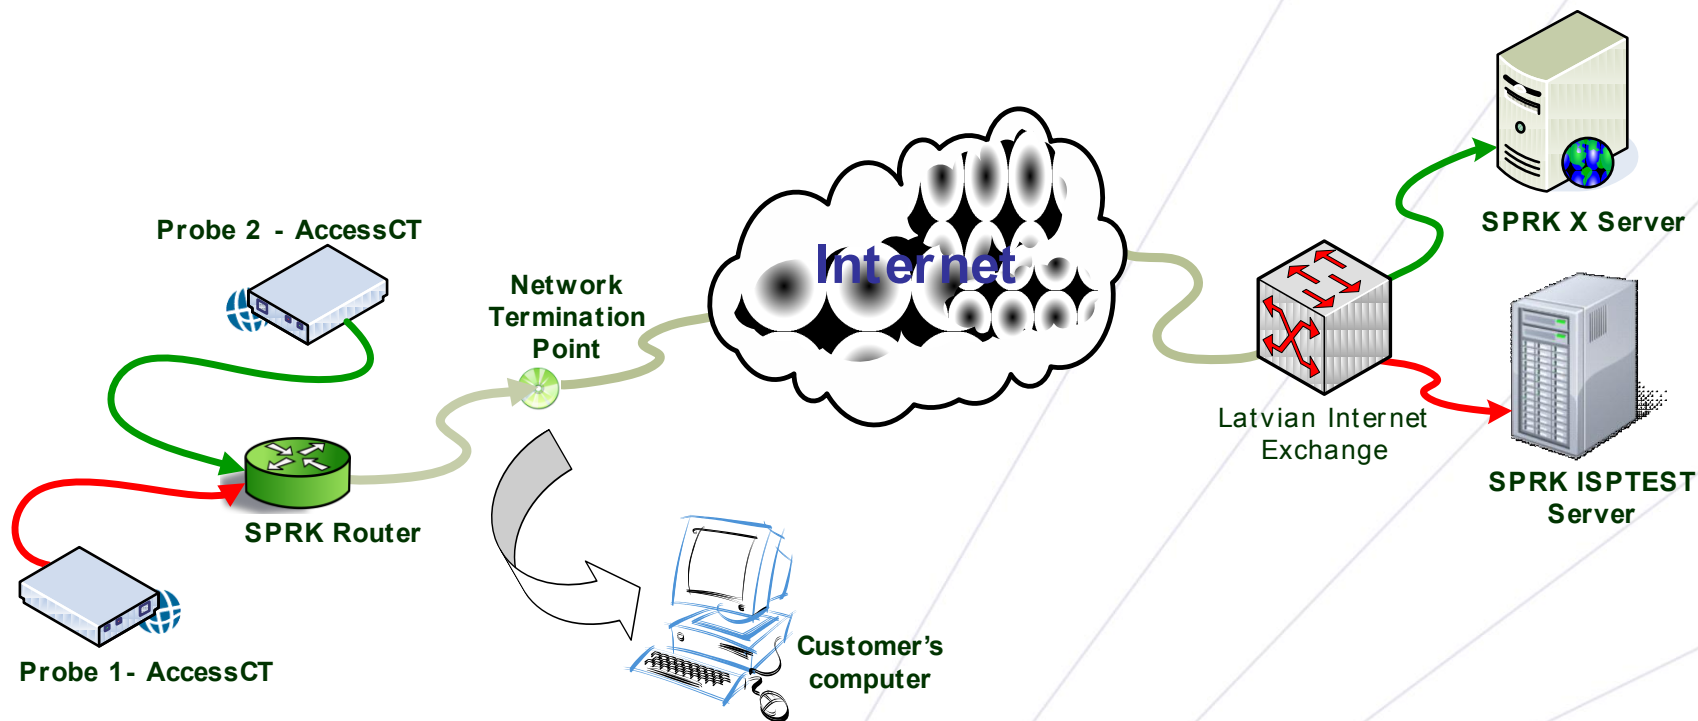 Probe 2 - AccessCT
Network
Termination
Point
Internet
SPRK X Server
Latvian Internet
Exchange
SPRK ISPTEST
Server
SPRK Router
Probe 1- AccessCT
Customer's
computer